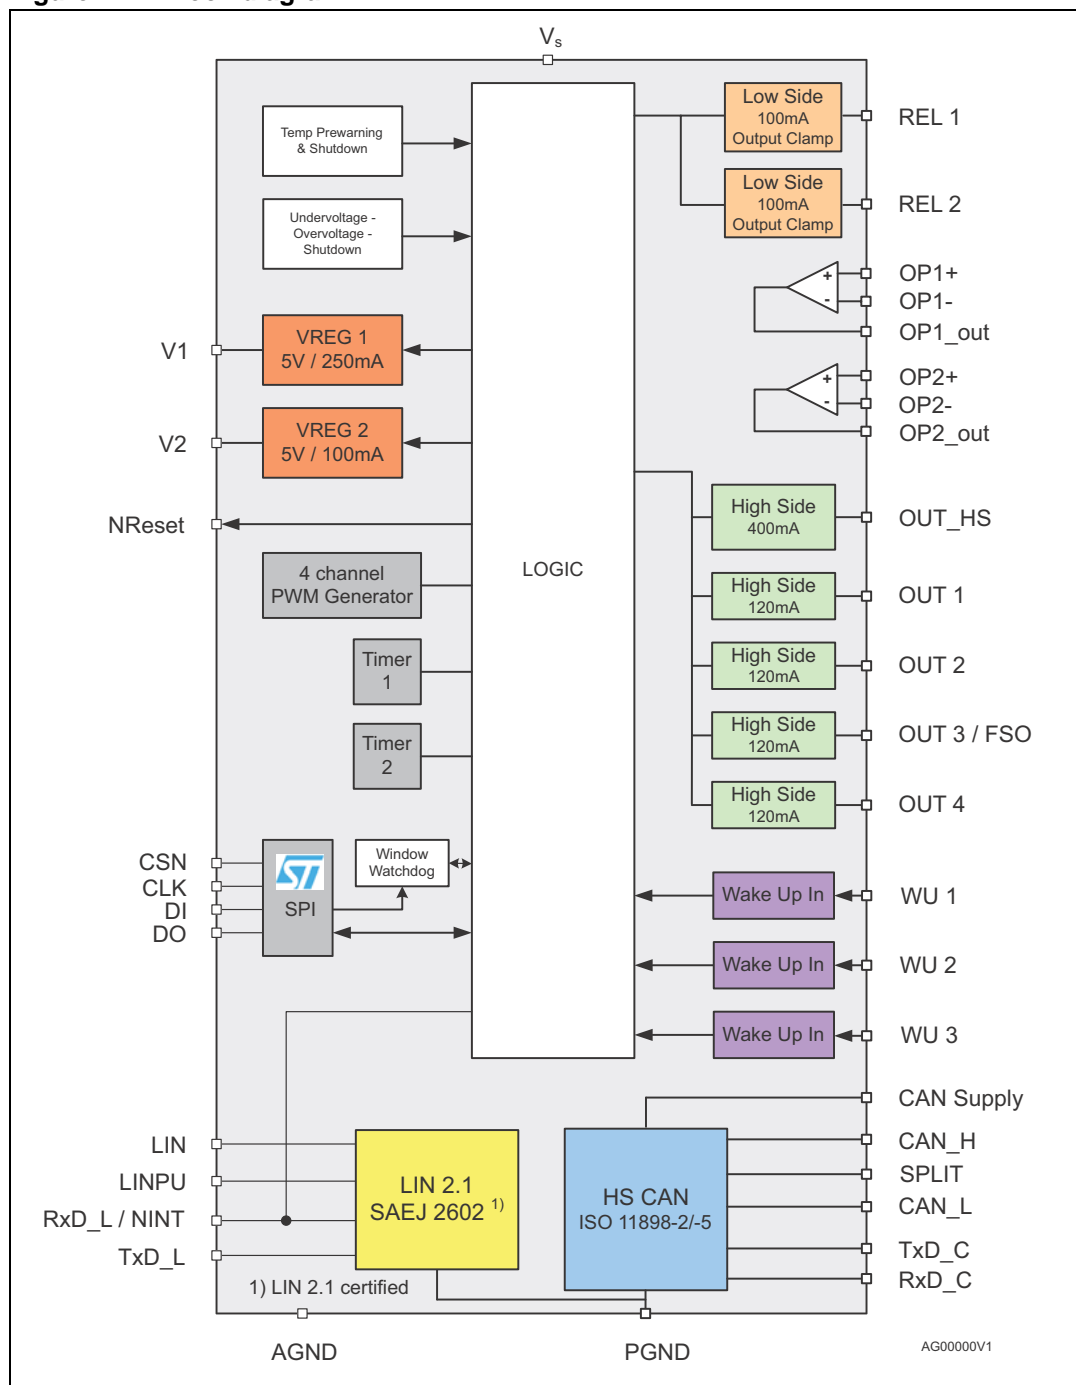 Vs
Temp Prewarning
& Shutdown
Undervoltage -
Overvoltage -
Shutdown
VREG 1
5V / 250mA
V1
VREG 2
5V / 100mA
V2
NReset
4 channel
PWM Generator
Timer
1
Timer
2
CSN
CLK
DI
DO
ST
SPI
Window
Watchdog
LOGIC
Low Side
100mA
Output Clamp
REL 1
Low Side
100mA
Output Clamp
REL 2
+
-
OP1+
OP1-
OP1_out
+
-
OP2+
OP2-
OP2_out
High Side
400mA
OUT_HS
High Side
120mA
OUT 1
High Side
120mA
OUT 2
High Side
120mA
OUT 3 / FSO
High Side
120mA
OUT 4
Wake Up In
WU 1
Wake Up In
WU 2
Wake Up In
WU 3
LIN
LINPU
RxD_L / NINT
TxD_L
LIN 2.1
SAEJ 2602 1)
1) LIN 2.1 certified
HS CAN
ISO 11898-2/-5
CAN Supply
CAN_H
SPLIT
CAN_L
TxD_C
RxD_C
AGND
PGND
AG00000V1